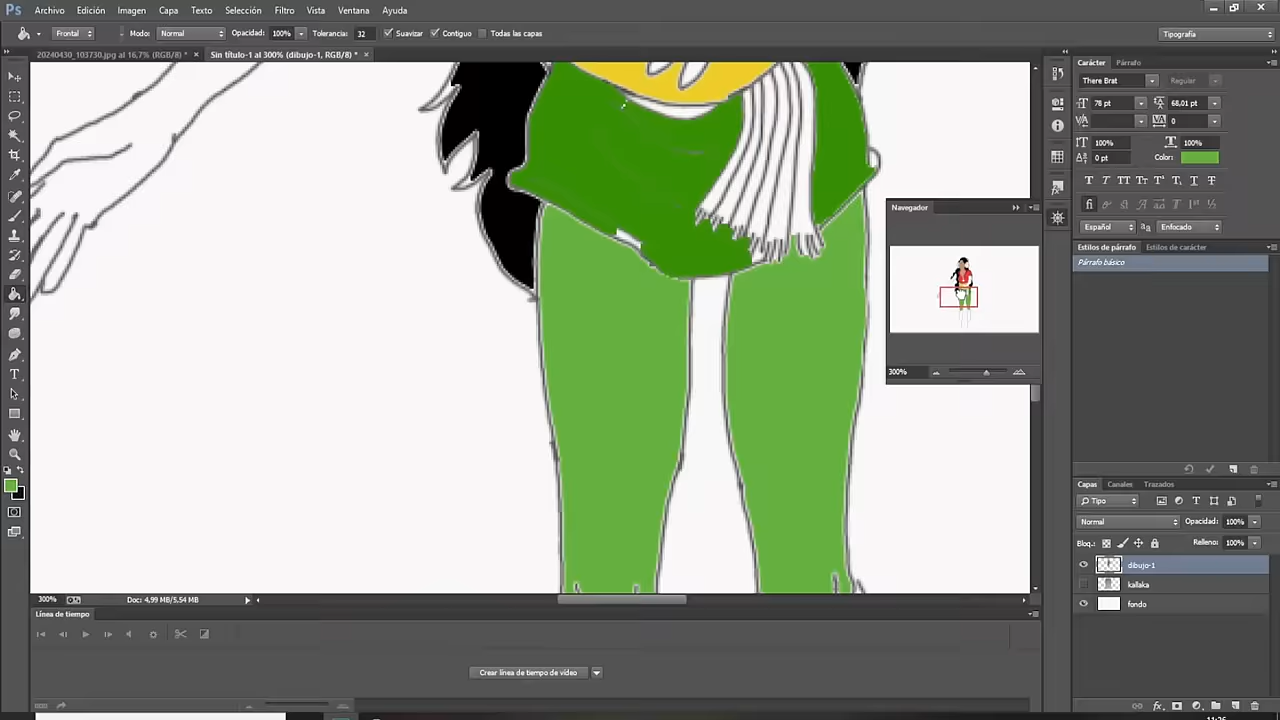 Ps Archivo Edición Imagen Capa Texto Selección Filtro Vista Ventana Ayuda
Frontal Modo: Normal Opacidad: 100% Tolerancia: 32 Suavizar Contiguo Todas las capas Tipografía
20240430_103730.jpg al 16,7% (RGB/8) * × Sin título-1 al 300% (dibujo-1, RGB/8) * ×
Carácter Párrafo
There Brat Regular
78 pt 68,01 pt
0
100% 100%
0 pt Color:
Español Enfocado
Estilos de párrafo Estilos de carácter
Párrafo básico
Navegador
300%
Capas Canales Trazados
Tipo
Normal Opacidad: 100%
Bloq.: Relleno: 100%
dibujo-1
kallaka
fondo
300% Doc: 4,99 MB/5,54 MB
Línea de tiempo
Crear línea de tiempo de vídeo